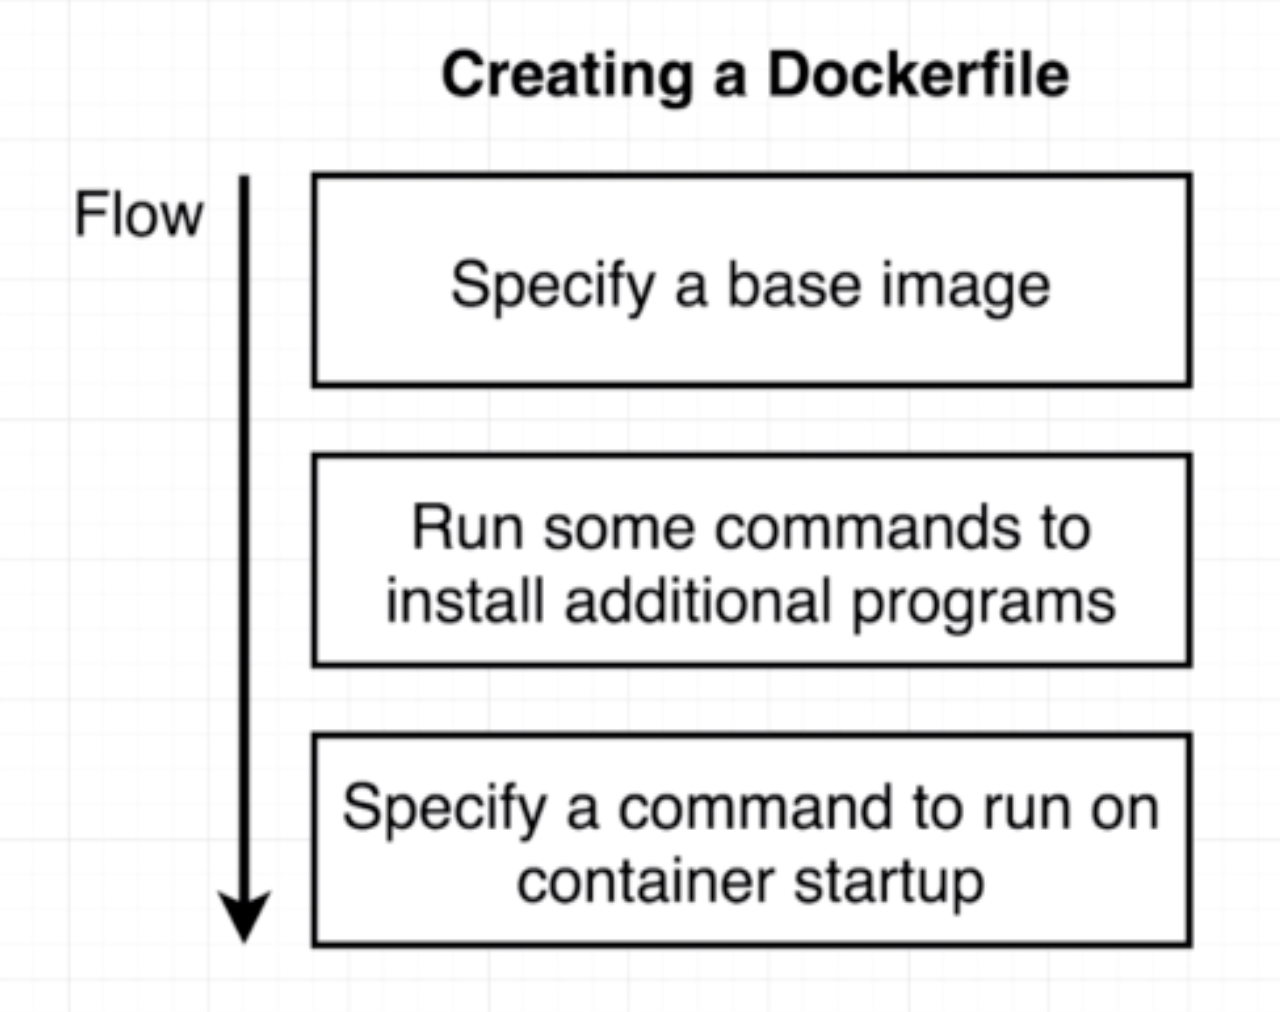 Creating a Dockerfile
Flow
Specify a base image
Run some commands to
install additional programs
Specify a command to run on
container startup